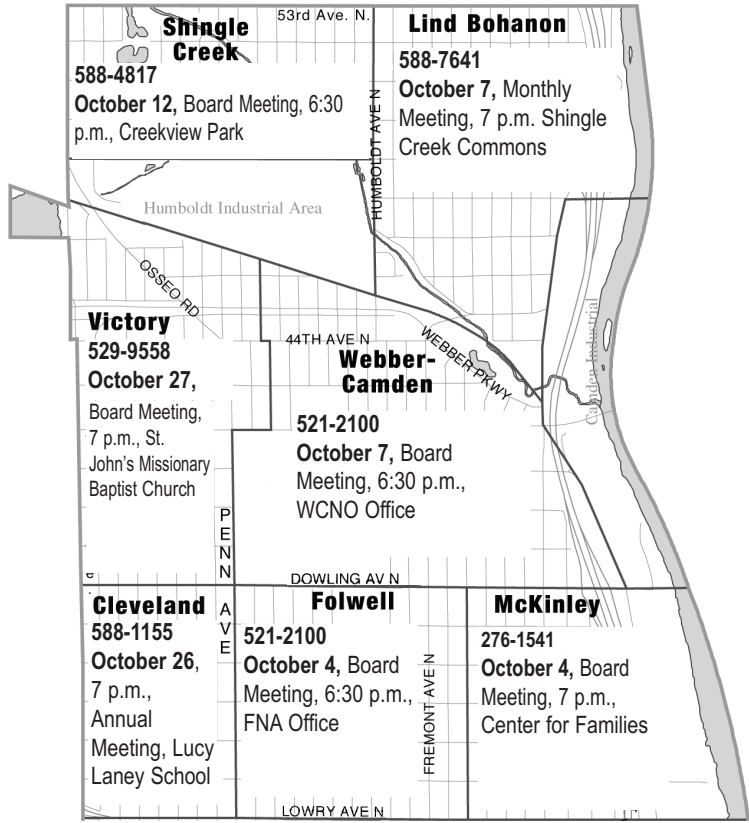 53rd Ave. N.
Shingle
Creek
588-4817
October 12, Board Meeting, 6:30
p.m., Creekview Park
Lind Bohanon
588-7641
October 7, Monthly
Meeting, 7 p.m. Shingle
Creek Commons
HUMBOLDT AVE N
Humboldt Industrial Area
OSSEO RD
Victory
529-9558
October 27,
Board Meeting,
7 p.m., St.
John's Missionary
Baptist Church
44TH AVE N
WEBBER PKWY
Webber-
Camden
521-2100
October 7, Board
Meeting, 6:30 p.m.,
WCNO Office
Camden Industrial
PENN AVE
DOWLING AV N
Cleveland
588-1155
October 26,
7 p.m.,
Annual
Meeting, Lucy
Laney School
Folwell
521-2100
October 4, Board
Meeting, 6:30 p.m.,
FNA Office
FREMONT AVE N
McKinley
276-1541
October 4, Board
Meeting, 7 p.m.,
Center for Families
LOWRY AVE N